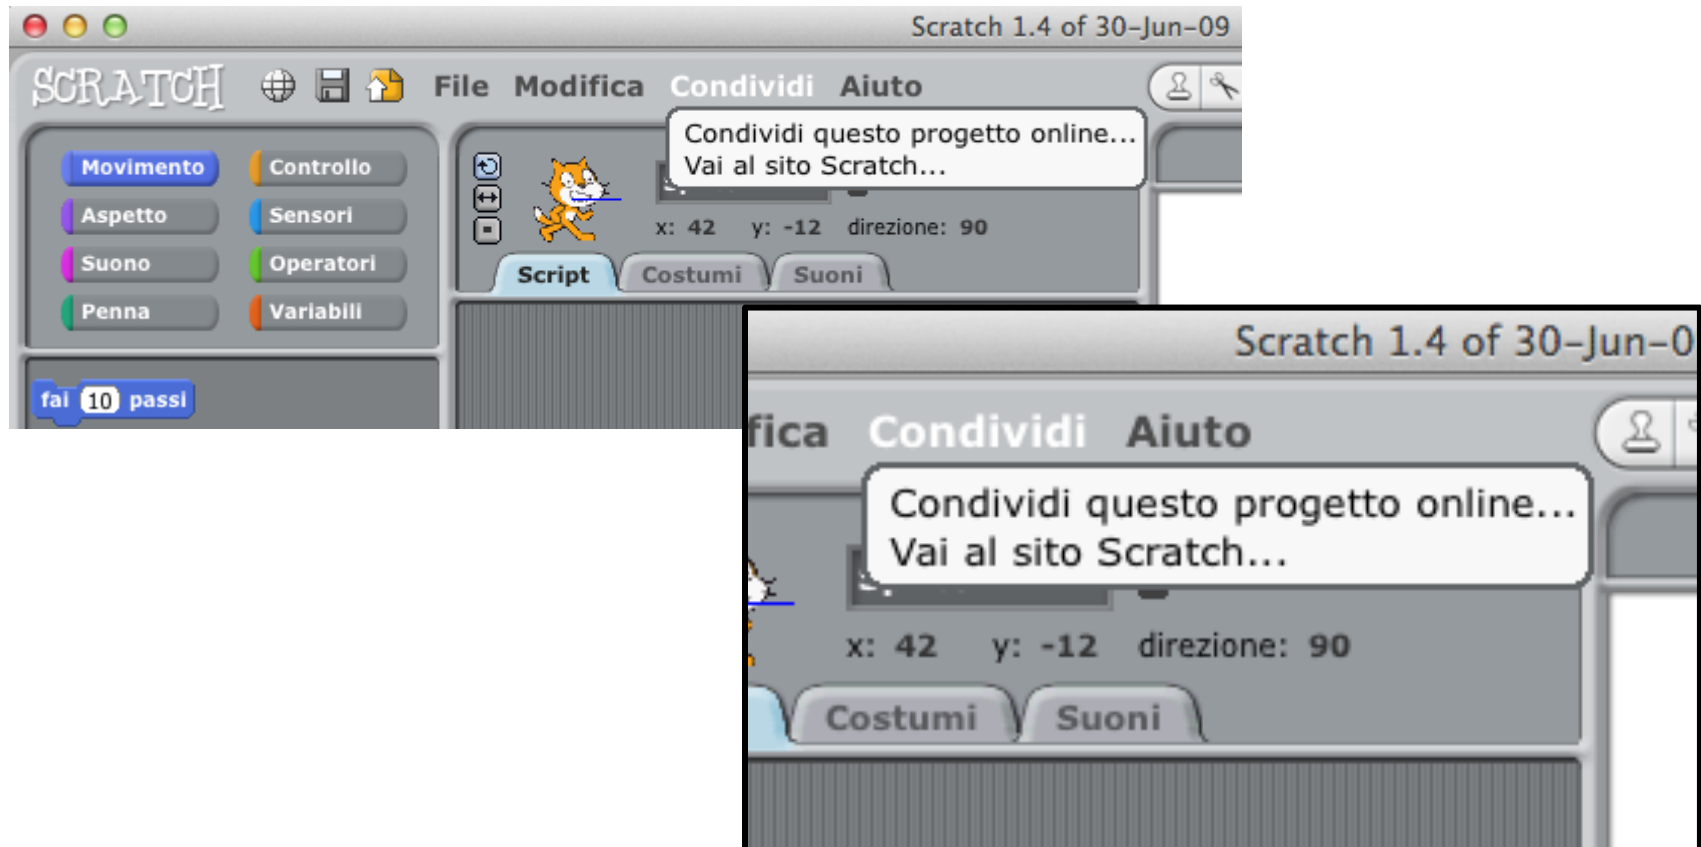 Scratch 1.4 of 30-Jun-09
SCRATCH File Modifica Condividi Aiuto
Condividi questo progetto online...
Vai al sito Scratch...
Movimento Controllo
Aspetto Sensori
Suono Operatori
Penna Variabili
x: 42 y: -12 direzione: 90
Script Costumi Suoni
fai 10 passi
Scratch 1.4 of 30-Jun-0
fica Condividi Aiuto
Condividi questo progetto online...
Vai al sito Scratch...
x: 42 y: -12 direzione: 90
Costumi Suoni